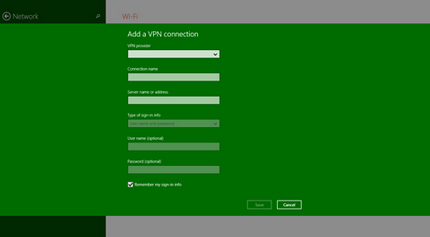 Network
Wi-Fi
Add a VPN connection
VPN provider
Connection name
Server name or address
Type of sign-in info
User name (optional)
Password (optional)
Remember my sign-in info
Save
Cancel